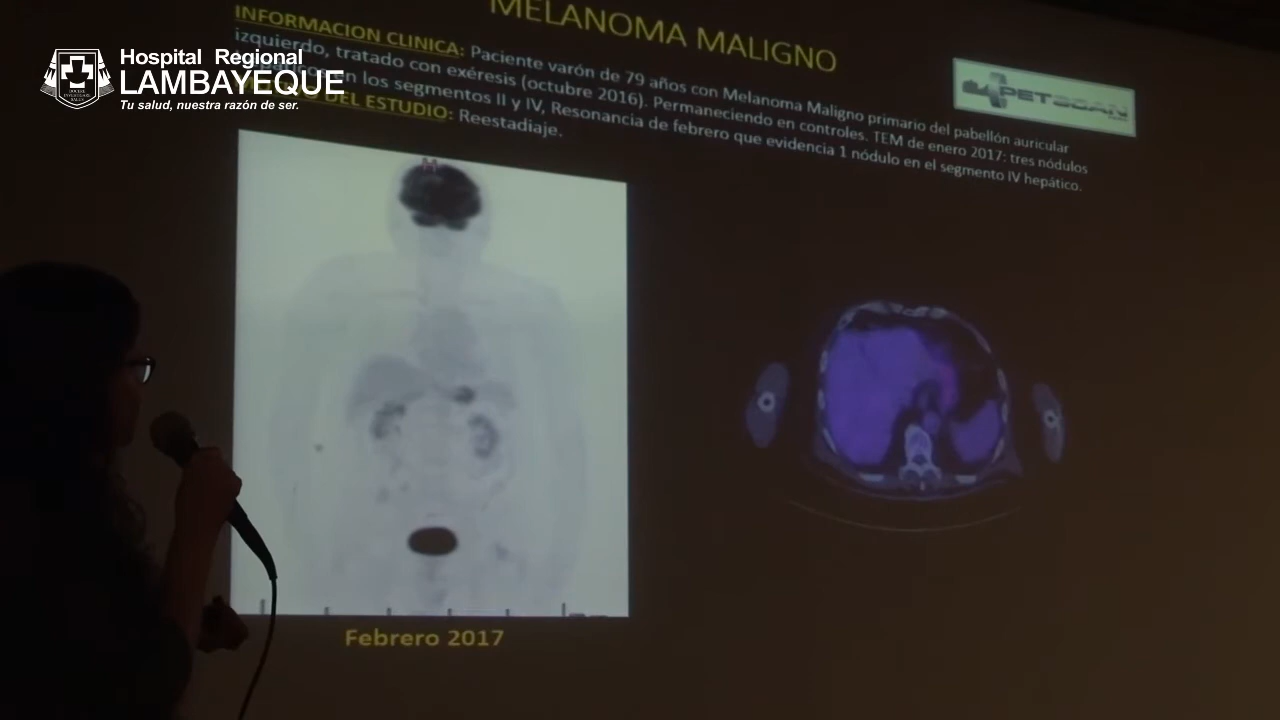 MELANOMA MALIGNO
Hospital Regional
LAMBAYEQUE
Tu salud, nuestra razón de ser.
INFORMACION CLINICA: Paciente varón de 79 años con Melanoma Maligno primario del pabellón auricular
izquierdo, tratado con exéresis (octubre 2016). Permaneciendo en controles. TEM de enero 2017: tres nódulos
en los segmentos II y IV, Resonancia de febrero que evidencia 1 nódulo en el segmento IV hepático.
DEL ESTUDIO: Reestadiaje.
PETSCAN
Febrero 2017